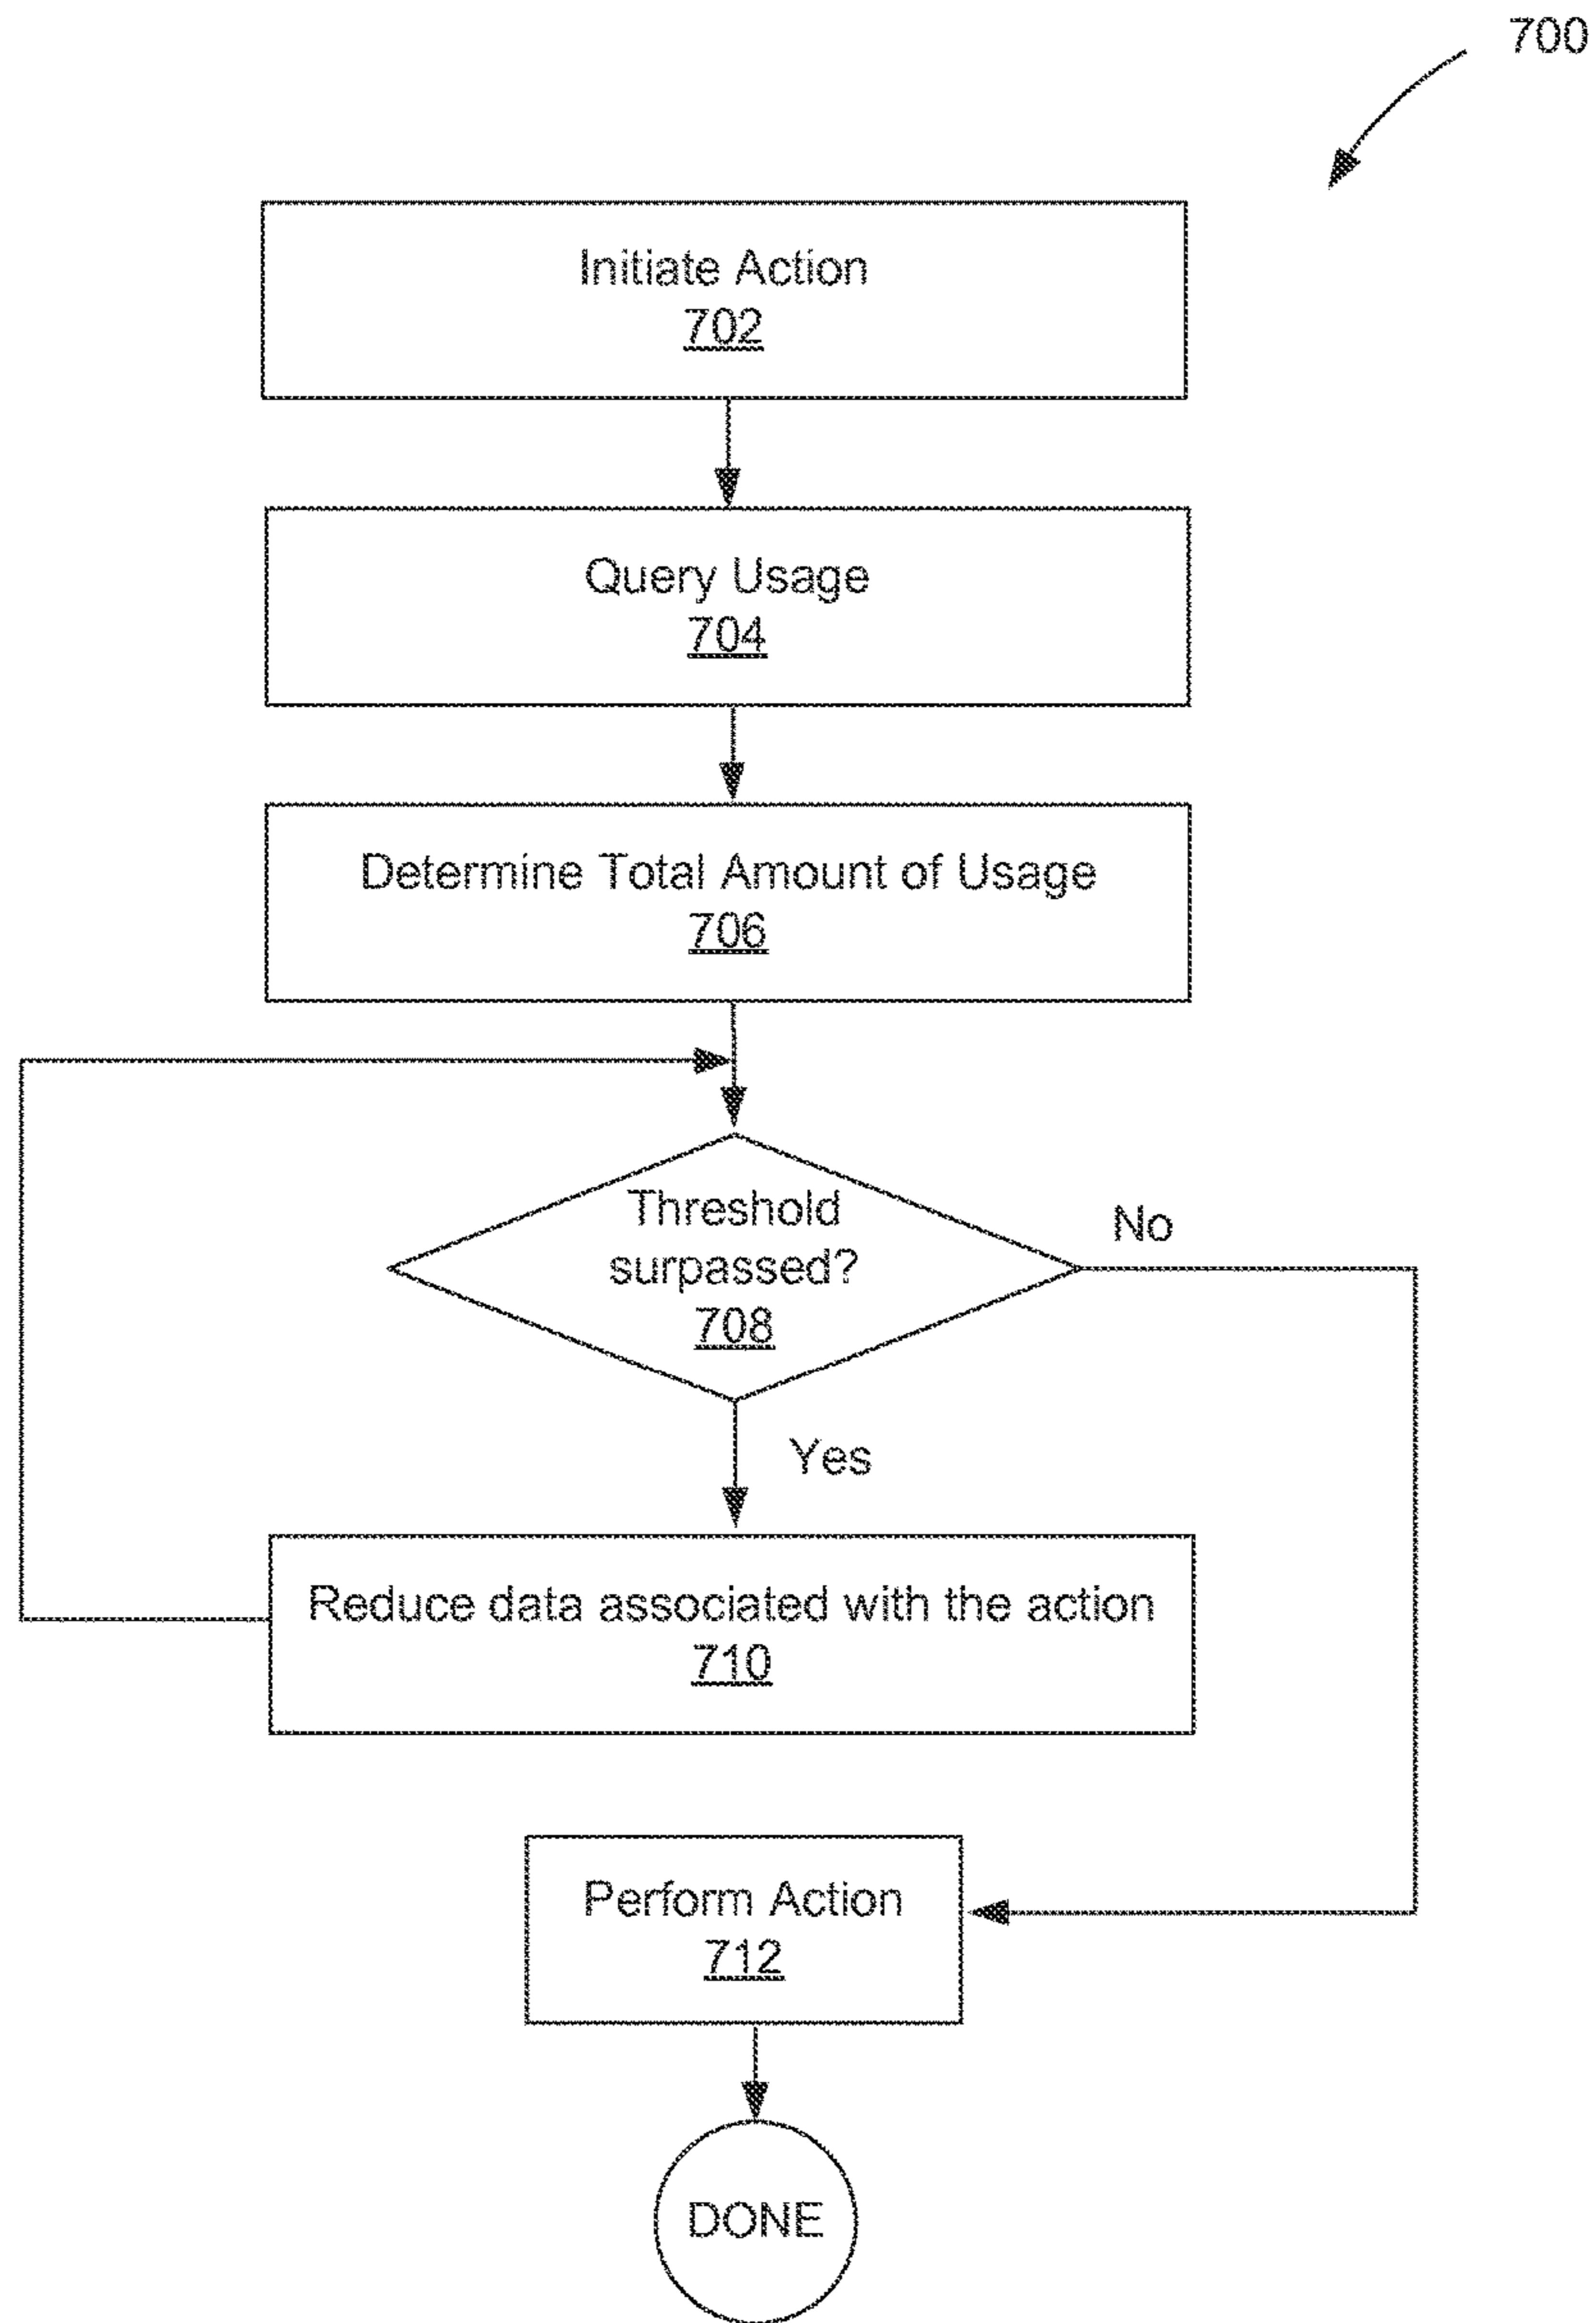 700
Initiate Action
702
Query Usage
704
Determine Total Amount of Usage
706
Threshold
surpassed?
708
No
Yes
Reduce data associated with the action
710
Perform Action
712
DONE